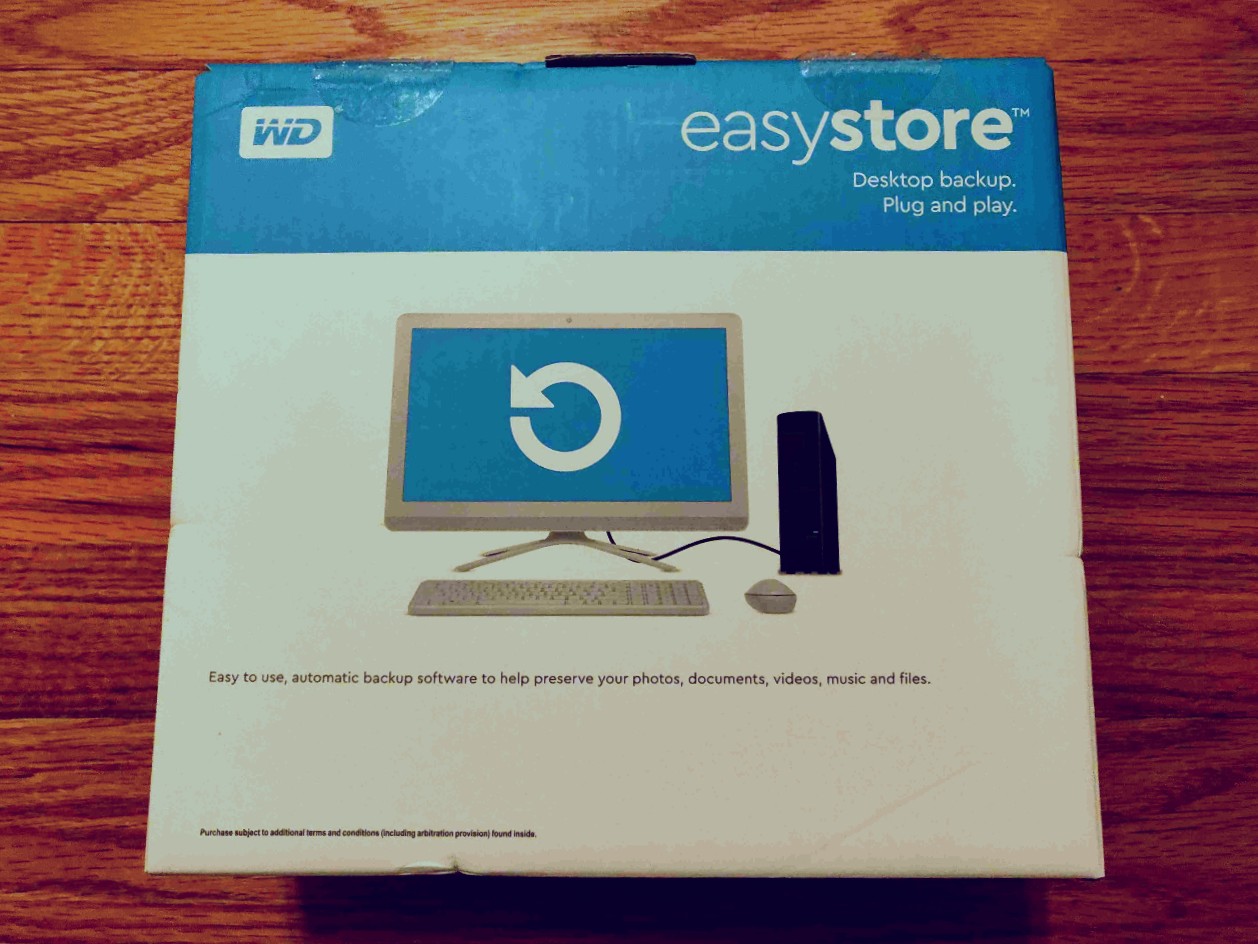 WD
easystore™
Desktop backup.
Plug and play.
Easy to use, automatic backup software to help preserve your photos, documents, videos, music and files.
Purchase subject to additional terms and conditions (including arbitration provision) found inside.